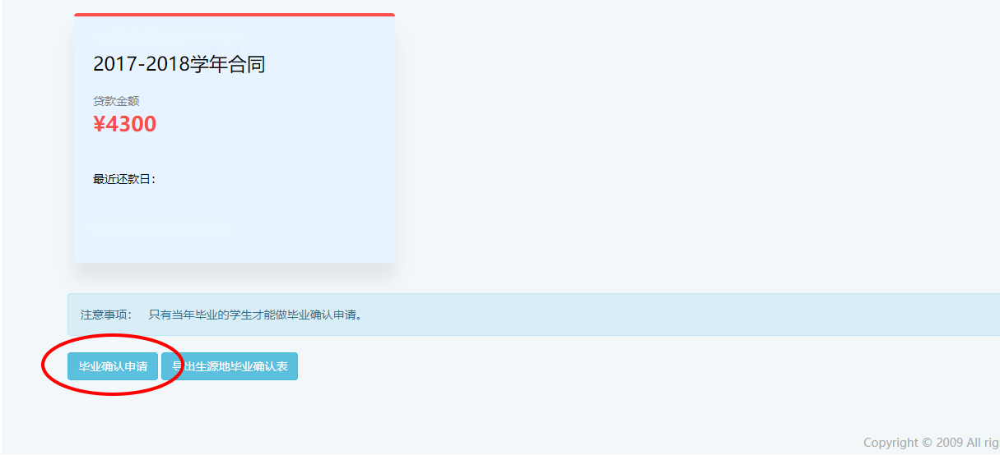 2017-2018学年合同
贷款金额
¥4300
最近还款日：
注意事项： 只有当年毕业的学生才能做毕业确认申请。
毕业确认申请 导出生源地毕业确认表
Copyright © 2009 All rig